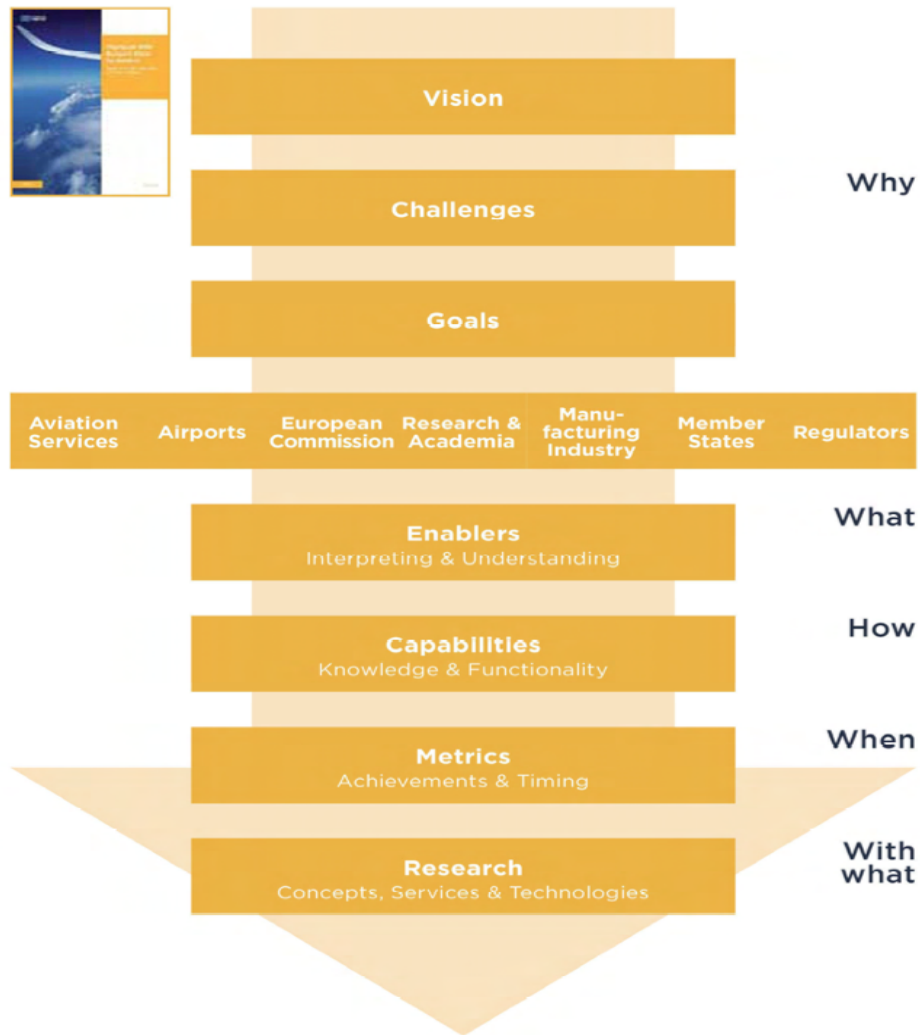 Vision
Why
Challenges
Goals
Aviation
Services
Airports
European
Commission
Research &
Academia
Manu-
facturing
Industry
Member
States
Regulators
What
Enablers
Interpreting & Understanding
How
Capabilities
Knowledge & Functionality
When
Metrics
Achievements & Timing
With
what
Research
Concepts, Services & Technologies